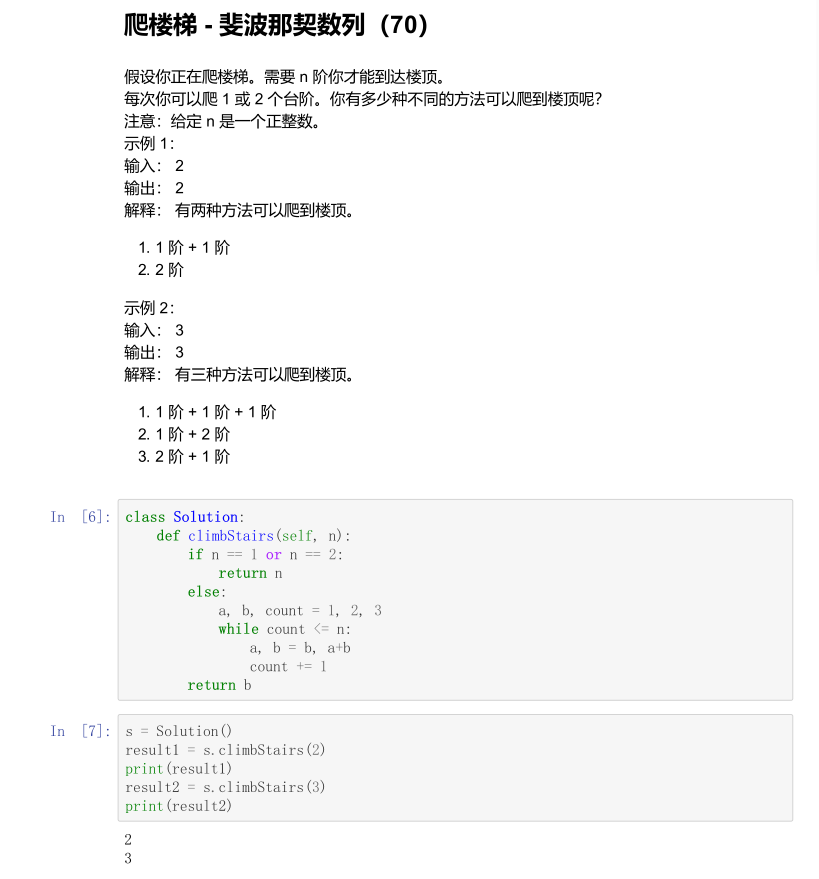 爬楼梯 - 斐波那契数列（70）
假设你正在爬楼梯。需要 n 阶你才能到达楼顶。
每次你可以爬 1 或 2 个台阶。你有多少种不同的方法可以爬到楼顶呢？
注意：给定 n 是一个正整数。
示例 1：
输入： 2
输出： 2
解释： 有两种方法可以爬到楼顶。
1. 1 阶 + 1 阶
2. 2 阶
示例 2：
输入： 3
输出： 3
解释： 有三种方法可以爬到楼顶。
1. 1 阶 + 1 阶 + 1 阶
2. 1 阶 + 2 阶
3. 2 阶 + 1 阶
In [6]: class Solution:
    def climbStairs(self, n):
        if n == 1 or n == 2:
            return n
        else:
            a, b, count = 1, 2, 3
            while count <= n:
                a, b = b, a+b
                count += 1
        return b
In [7]: s = Solution()
result1 = s.climbStairs(2)
print(result1)
result2 = s.climbStairs(3)
print(result2)
2
3